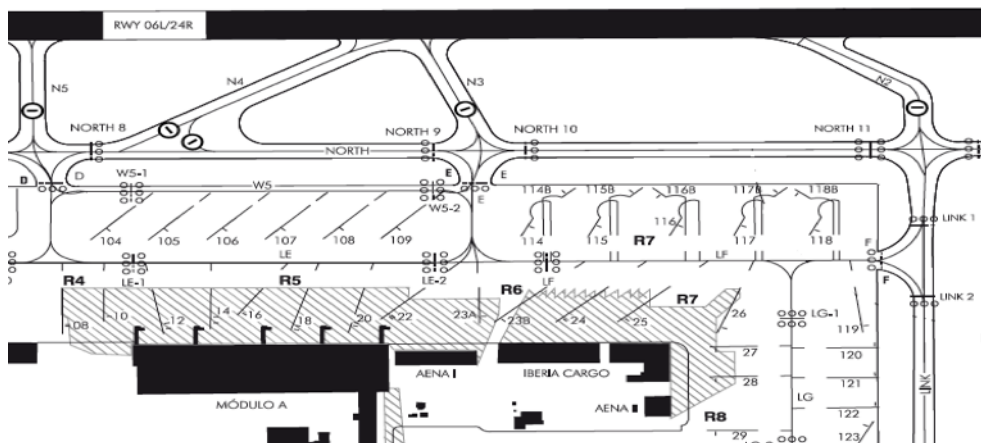 RWY 06L/24R
N5
N4
N3
N2
NORTH 8
NORTH 9
NORTH 10
NORTH 11
NORTH
D
D
W5-1
W5
E
E
E
W5-2
114B
115B
116B
117B
118B
104
105
106
107
108
109
114
115
116
R7
117
118
LINK 1
LE
LF
F
R4
LE-1
R5
LE-2
R6
LF
R7
F
LINK 2
08
10
12
14
16
18
20
22
23A
23B
24
25
26
LG-1
119
27
120
AENA I
IBERIA CARGO
28
121
LINK
MÓDULO A
AENA II
LG
R8
122
29
123